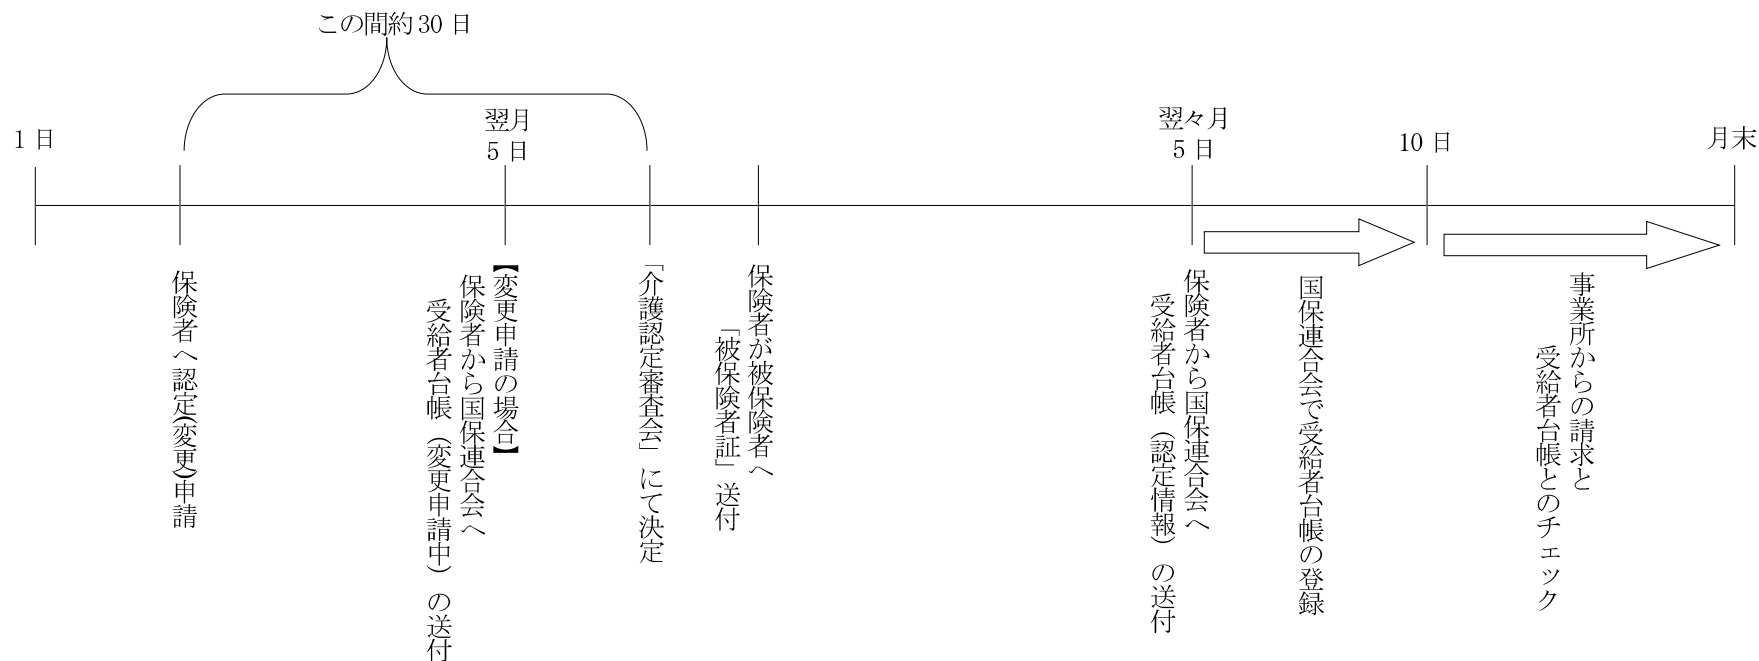 この間約30日
1日
翌月
5日
翌々月
5日
10日
月末
保険者へ認定(変更)申請
【変更申請の場合】
保険者から国保連合会へ
受給者台帳（変更申請中）の送付
「介護認定審査会」にて決定
保険者が被保険者へ
「被保険者証」送付
保険者から国保連合会へ
受給者台帳（認定情報）の送付
国保連合会で受給者台帳の登録
事業所からの請求と
受給者台帳とのチェック